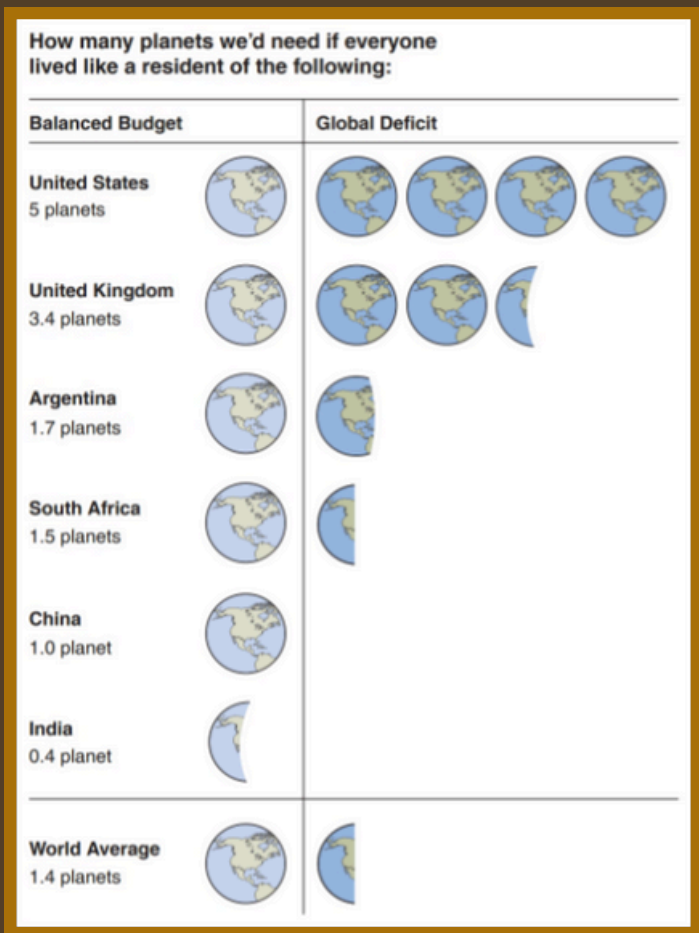 How many planets we'd need if everyone
lived like a resident of the following:
Balanced Budget
Global Deficit
United States
5 planets
United Kingdom
3.4 planets
Argentina
1.7 planets
South Africa
1.5 planets
China
1.0 planet
India
0.4 planet
World Average
1.4 planets